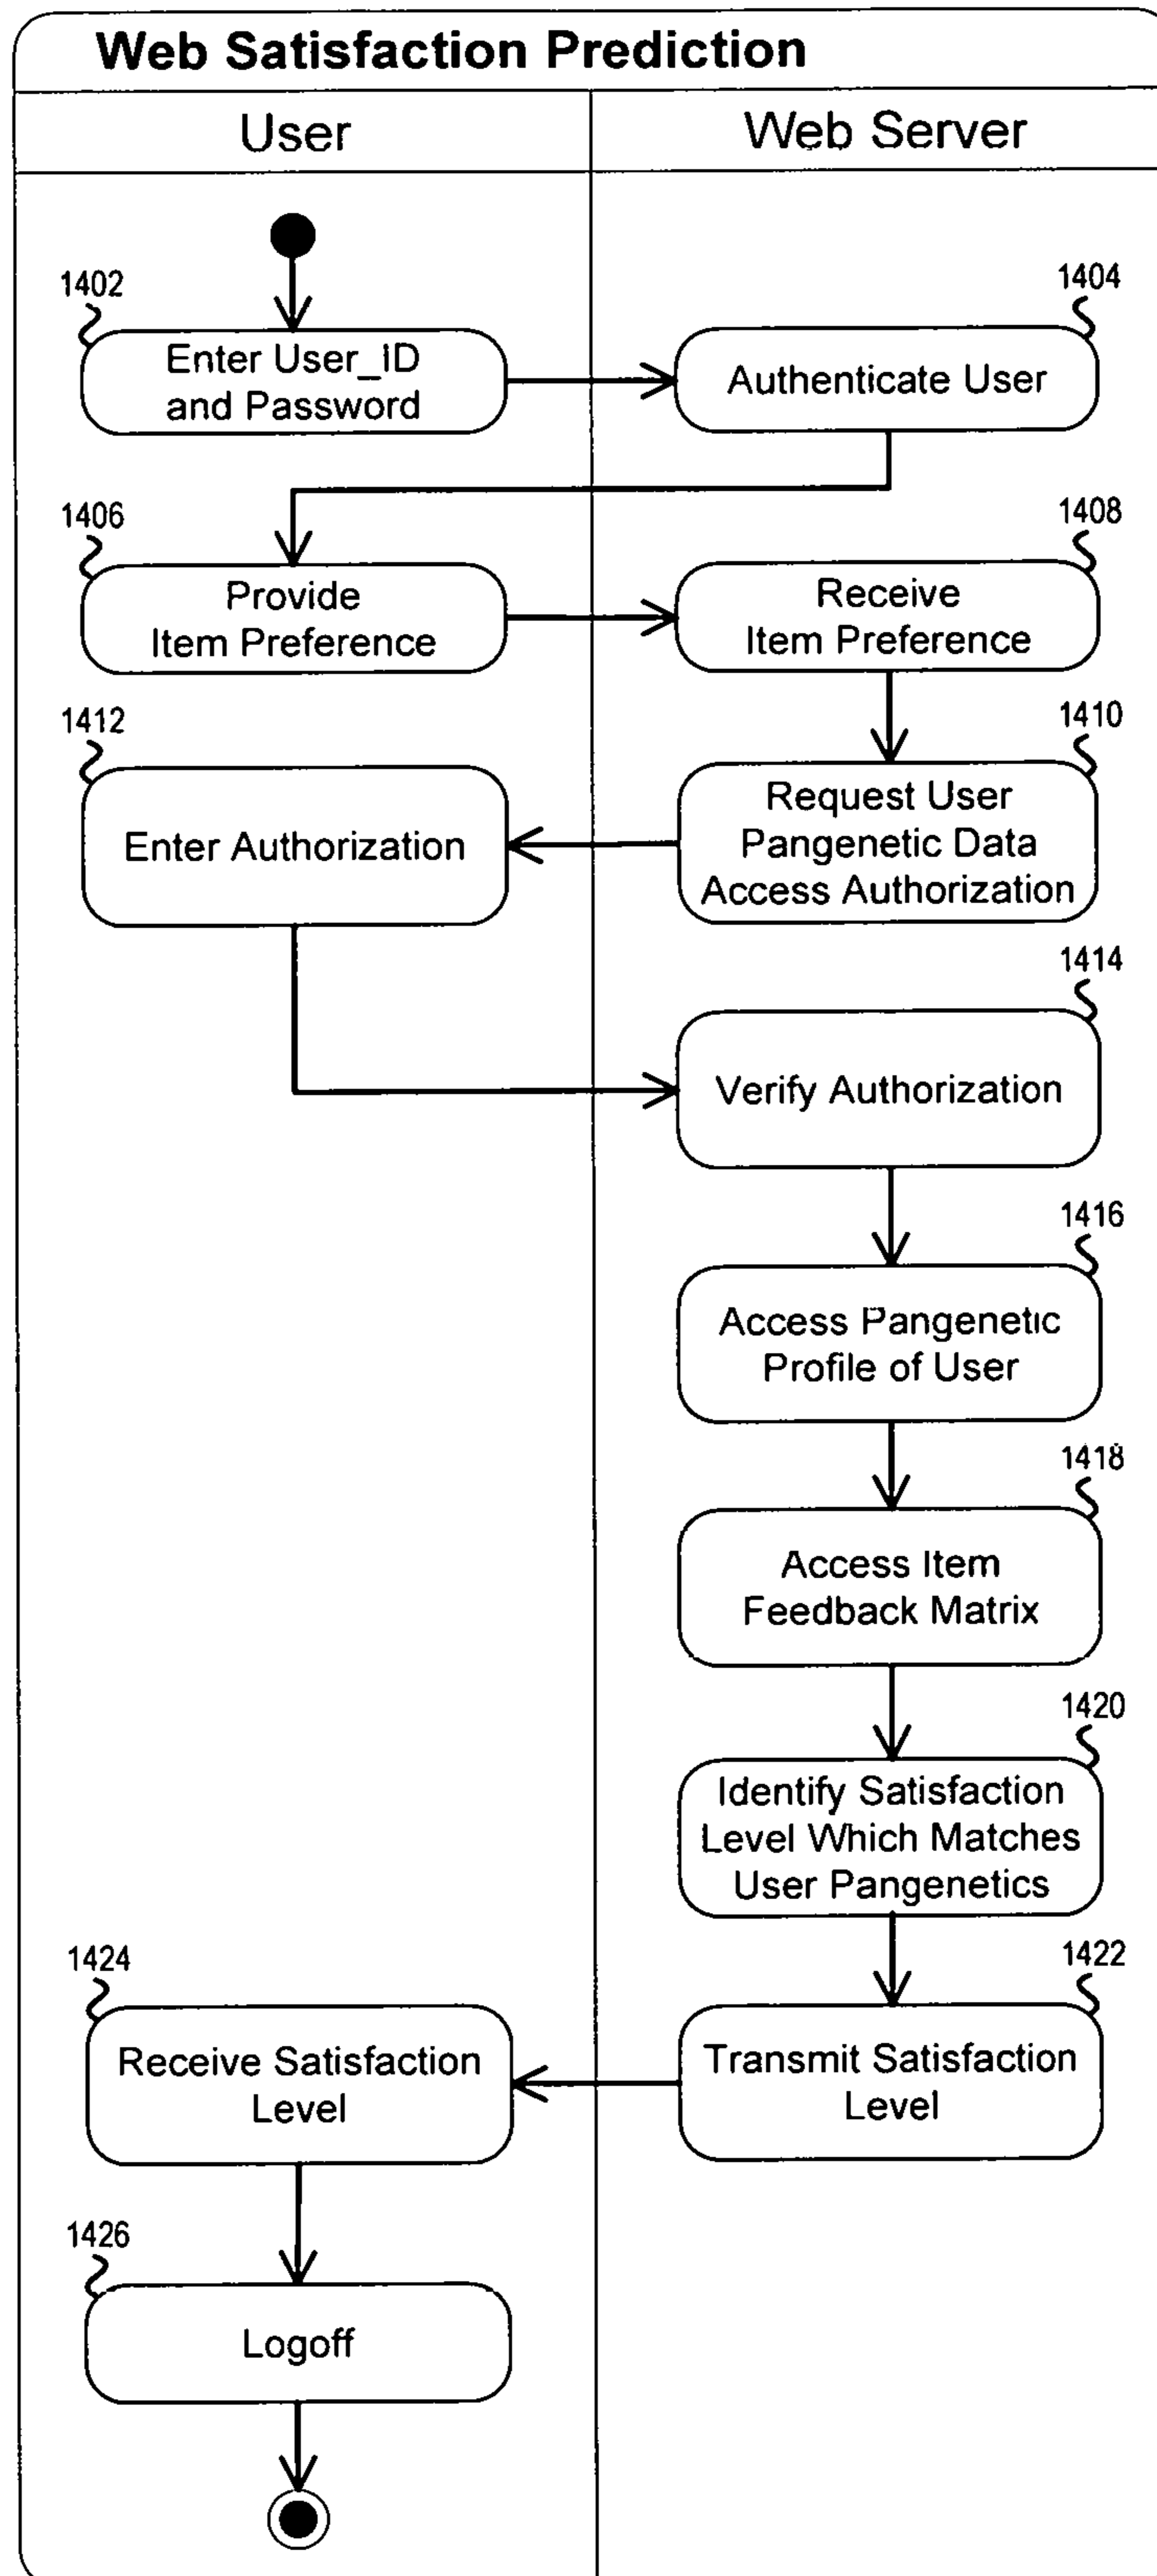 Web Satisfaction Prediction
User
Web Server
1402
Enter User_ID
and Password
1404
Authenticate User
1406
Provide
Item Preference
1408
Receive
Item Preference
1410
Request User
Pangenetic Data
Access Authorization
1412
Enter Authorization
1414
Verify Authorization
1416
Access Pangenetic
Profile of User
1418
Access Item
Feedback Matrix
1420
Identify Satisfaction
Level Which Matches
User Pangenetics
1422
Transmit Satisfaction
Level
1424
Receive Satisfaction
Level
1426
Logoff